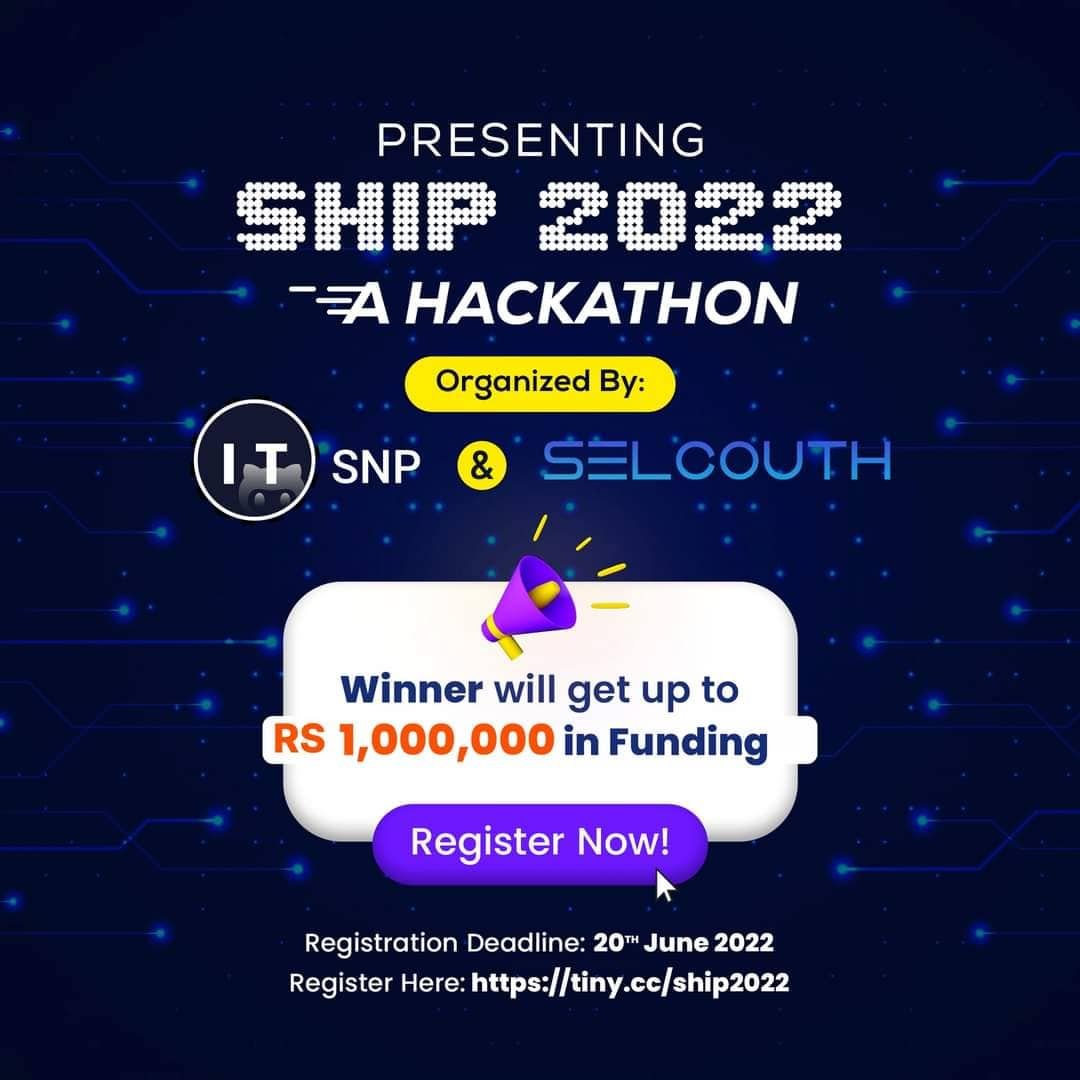 PRESENTING
SHIP 2022
A HACKATHON
Organized By:
I.T SNP & SELCOUTH
Winner will get up to
RS 1,000,000 in Funding
Register Now!
Registration Deadline: 20TH June 2022
Register Here: https://tiny.cc/ship2022